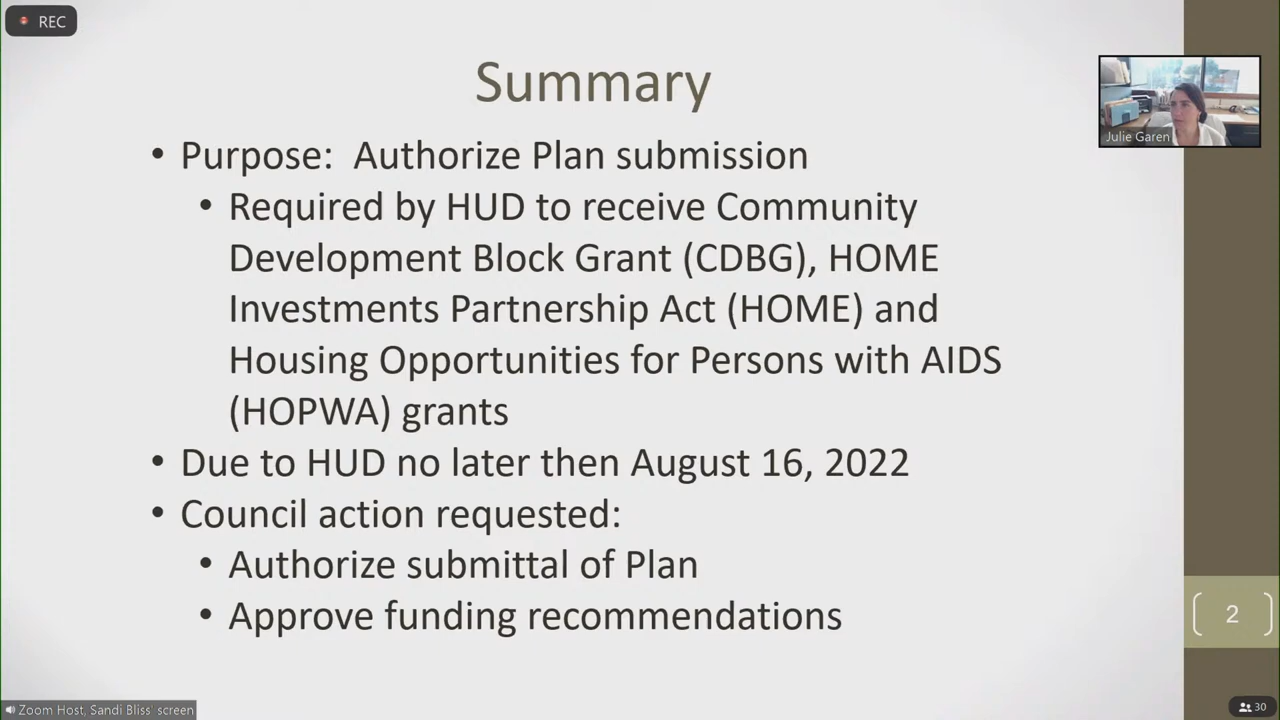 REC
Summary
Julie Garen
• Purpose: Authorize Plan submission
• Required by HUD to receive Community
Development Block Grant (CDBG), HOME
Investments Partnership Act (HOME) and
Housing Opportunities for Persons with AIDS
(HOPWA) grants
• Due to HUD no later then August 16, 2022
• Council action requested:
• Authorize submittal of Plan
• Approve funding recommendations
2
Zoom Host, Sandi Bliss' screen
30